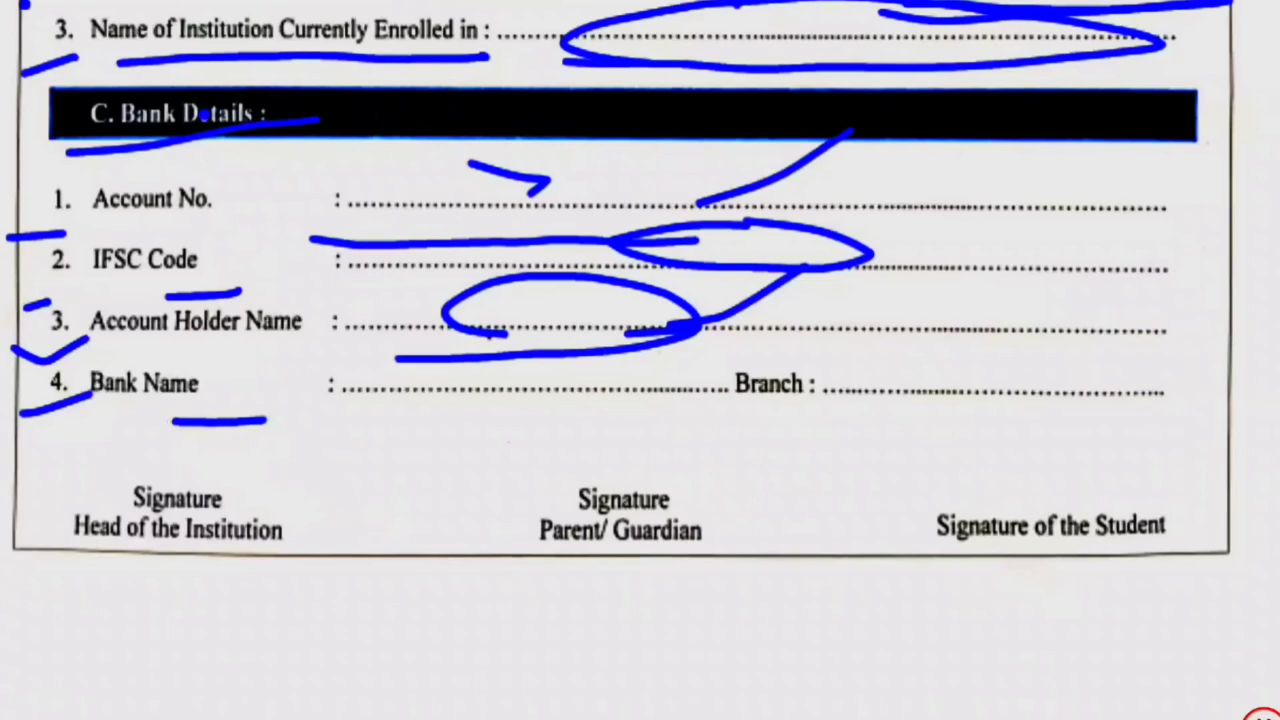 3. Name of Institution Currently Enrolled in : ..........................................................................
C. Bank Details :
1. Account No. : ..........................................................................
2. IFSC Code : ..........................................................................
3. Account Holder Name : ..........................................................................
4. Bank Name : .................................................. Branch : ..................................................
Signature Signature
Head of the Institution Parent/ Guardian Signature of the Student